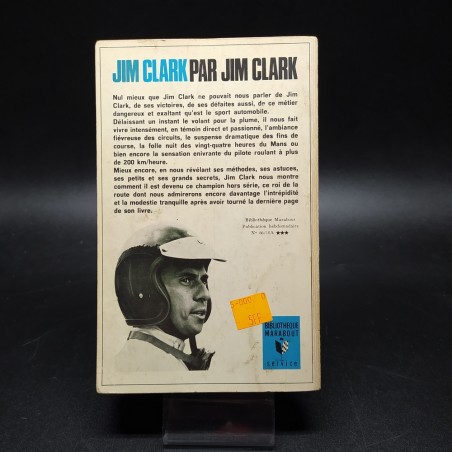 JIM CLARK PAR JIM CLARK
Nul mieux que Jim Clark ne pouvait nous parler de Jim
Clark, de ses victoires, de ses défaites aussi, de ce métier
dangereux et exaltant qu'est le sport automobile.
Délaissant un instant le volant pour la plume, il nous fait
vivre intensément, en témoin direct et passionné, l'ambiance
fiévreuse des circuits, le suspense dramatique des fins de
course, la folle nuit des vingt-quatre heures du Mans ou
bien encore la sensation enivrante du pilote roulant à plus
de 200 km/heure.
Mieux encore, en nous révélant ses méthodes, ses astuces,
ses petits et ses grands secrets, Jim Clark nous montre
comment il est devenu ce champion hors série, ce roi de la
route dont nous admirerons encore davantage l'intrépidité
et la modestie tranquille après avoir tourné la dernière page
de son livre.
Bibliothèque Marabout
Publication hebdomadaire
★★★
BIBLIOTHEQUE
MARABOUT
SERVICE